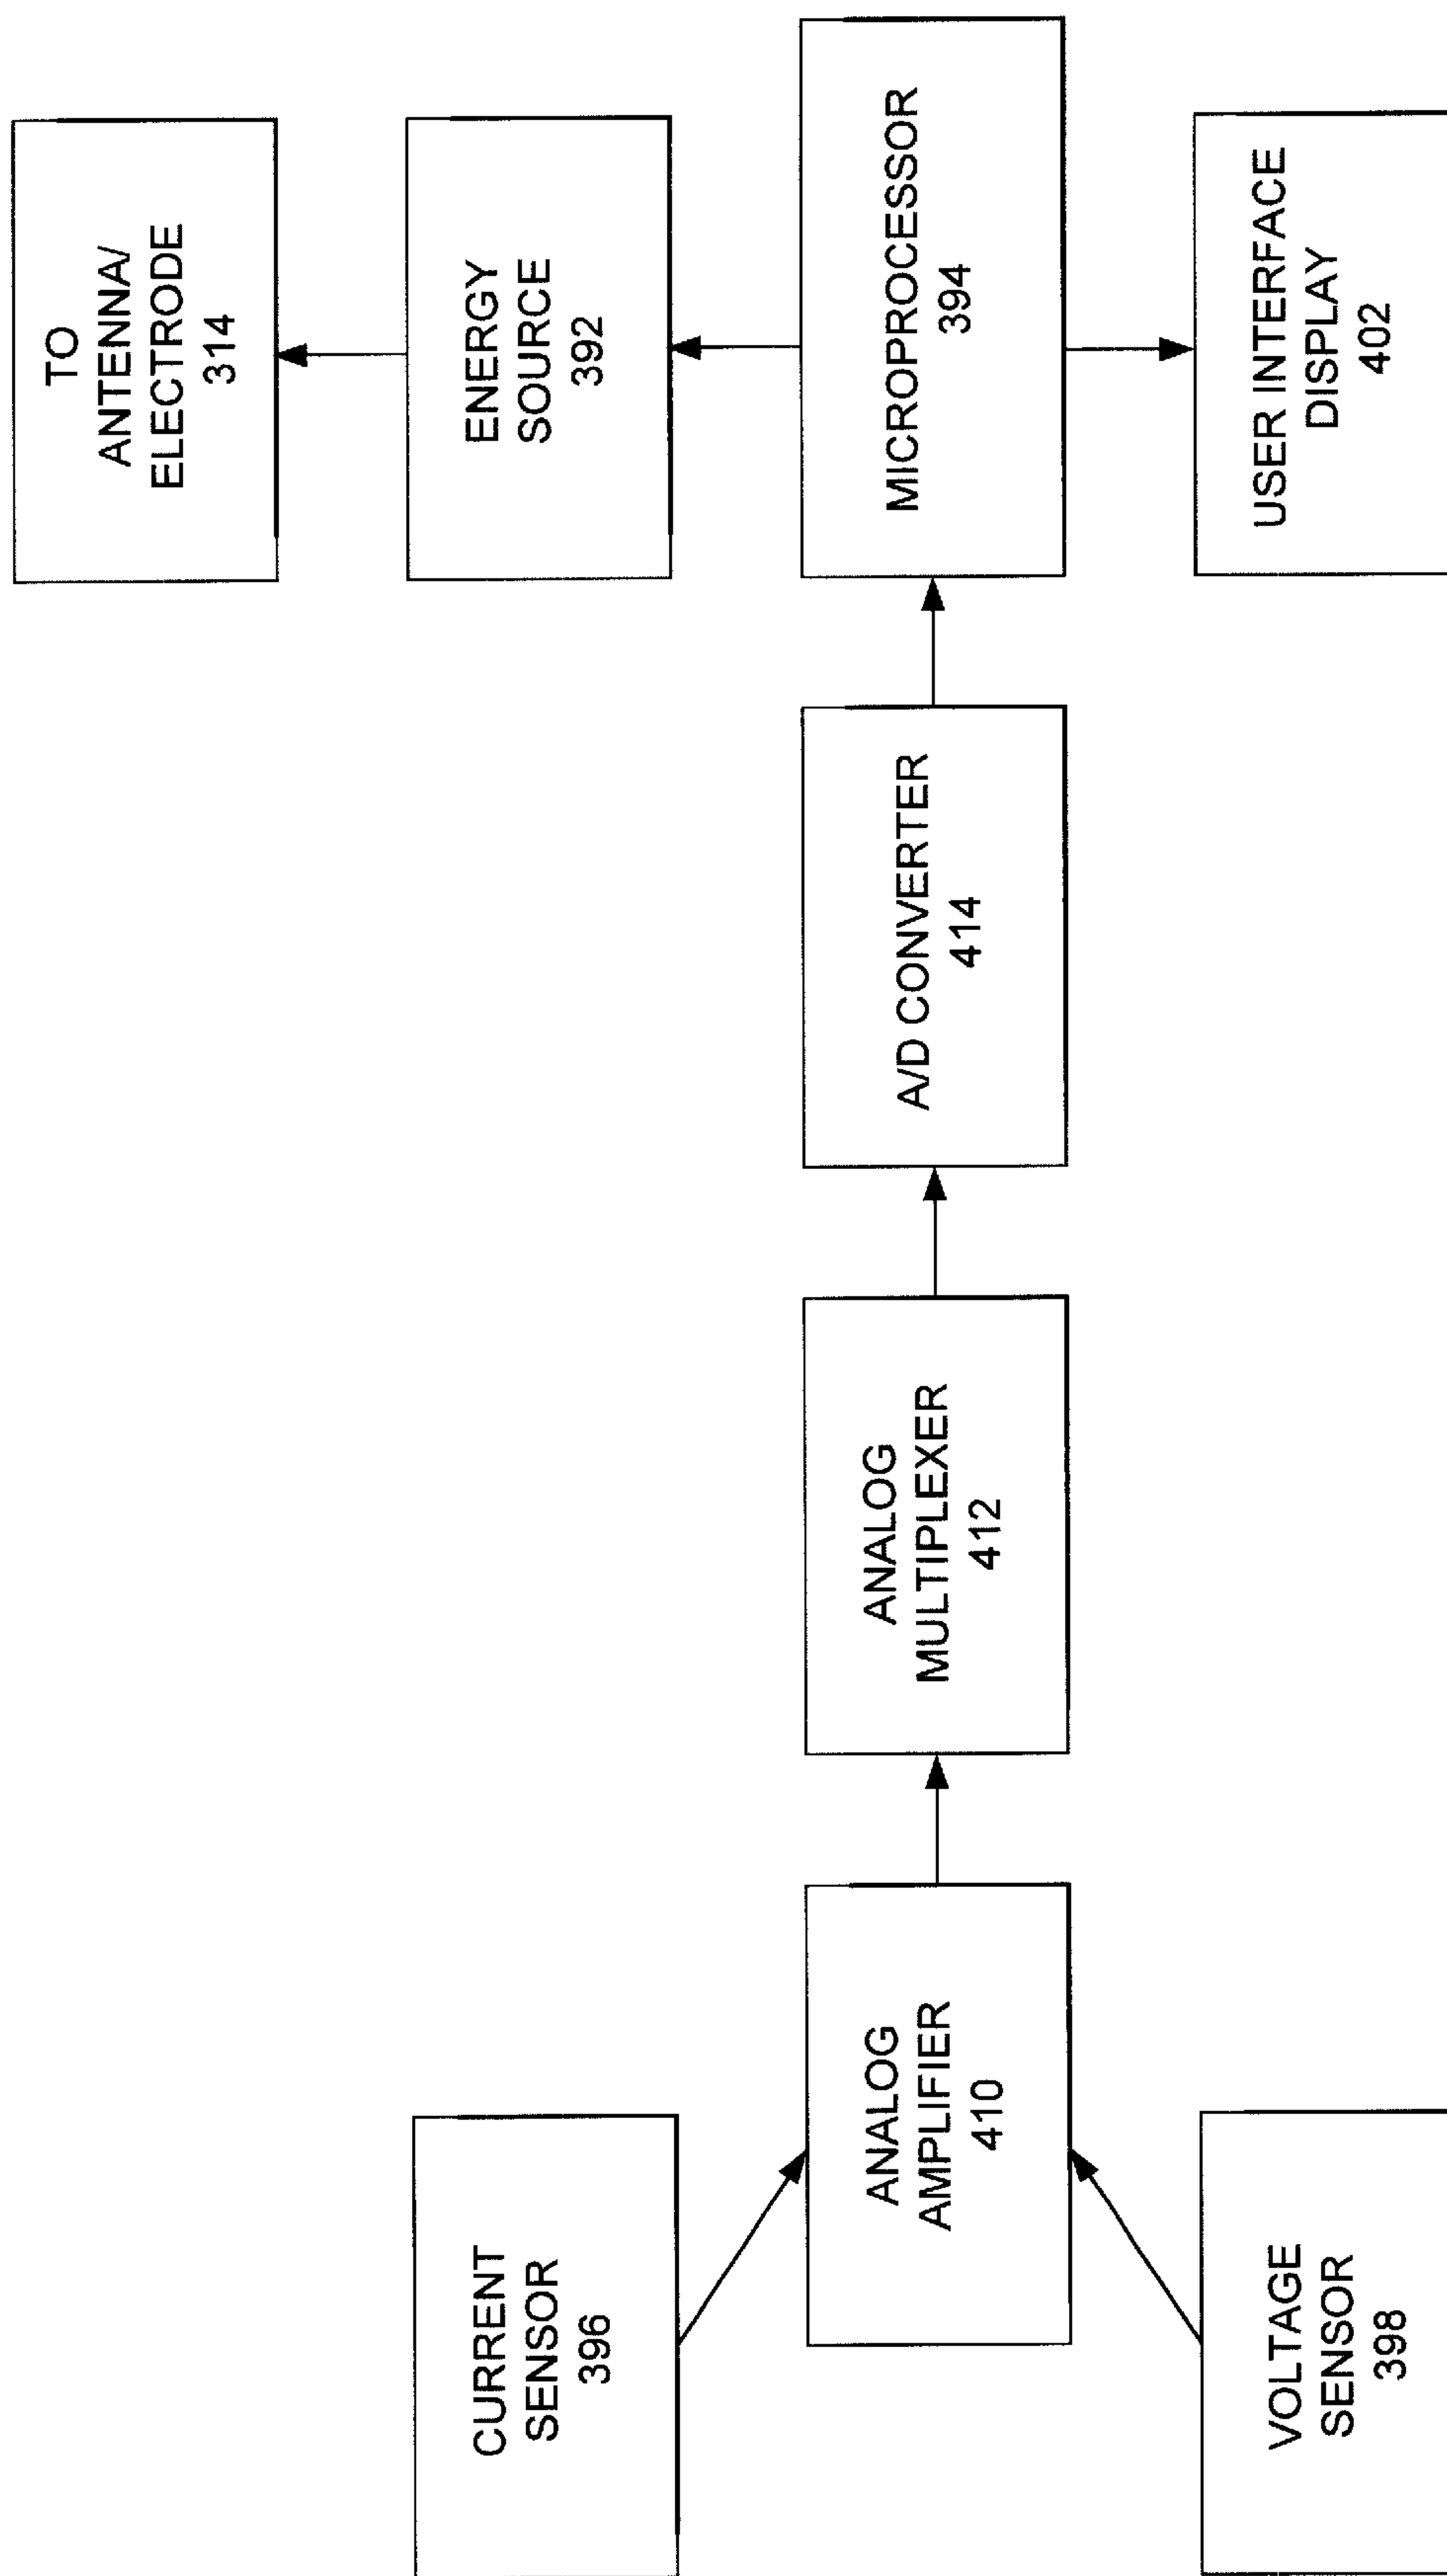 CURRENT
SENSOR
396
VOLTAGE
SENSOR
398
ANALOG
AMPLIFIER
410
ANALOG
MULTIPLEXER
412
A/D CONVERTER
414
MICROPROCESSOR
394
ENERGY
SOURCE
392
TO
ANTENNA/
ELECTRODE
314
USER INTERFACE
DISPLAY
402